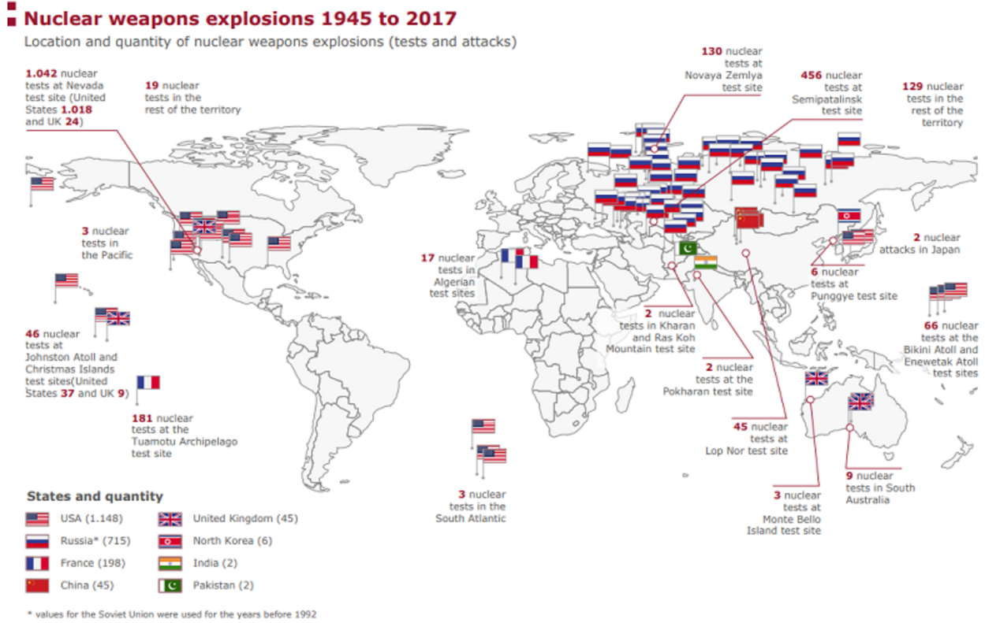 Nuclear weapons explosions 1945 to 2017
Location and quantity of nuclear weapons explosions (tests and attacks)
1.042 nuclear
tests at Nevada
test site (United
States 1.018
and UK 24)
19 nuclear
tests in the
rest of the territory
130 nuclear
tests at
Novaya Zemlya
test site
456 nuclear
tests at
Semipatalinsk
test site
129 nuclear
tests in the
rest of the
territory
3 nuclear
tests in
the Pacific
17 nuclear
tests in
Algerian
test sites
2 nuclear
attacks in Japan
6 nuclear
tests at
Punggye test site
2 nuclear
tests in Kharan
and Ras Koh
Mountain test site
46 nuclear
tests at
Johnston Atoll and
Christmas Islands
test sites(United
States 37 and UK 9)
66 nuclear
tests at the
Bikini Atoll and
Enewetak Atoll
test sites
2 nuclear
tests at the
Pokharan test site
181 nuclear
tests at the
Tuamotu Archipelago
test site
45 nuclear
tests at
Lop Nor test site
3 nuclear
tests in the
South Atlantic
3 nuclear
tests at
Monte Bello
Island test site
9 nuclear
tests in South
Australia
States and quantity
USA (1.148)
United Kingdom (45)
Russia* (715)
North Korea (6)
France (198)
India (2)
China (45)
Pakistan (2)
* values for the Soviet Union were used for the years before 1992